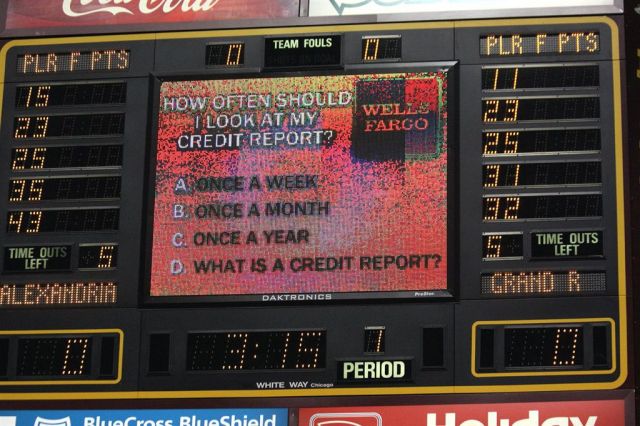 Coca-Cola
PLR F PTS
0
TEAM FOULS
0
PLR F PTS
15
23
25
35
43
TIME OUTS
LEFT
5
ALEXANDRIA
HOW OFTEN SHOULD
I LOOK AT MY
CREDIT REPORT?
WELLS
FARGO
A. ONCE A WEEK
B. ONCE A MONTH
C. ONCE A YEAR
D. WHAT IS A CREDIT REPORT?
DAKTRONICS
ProStar
11
23
25
31
32
5
TIME OUTS
LEFT
GRAND R
0
3:15
1
PERIOD
0
WHITE WAY Chicago
BlueCross BlueShield
Holiday